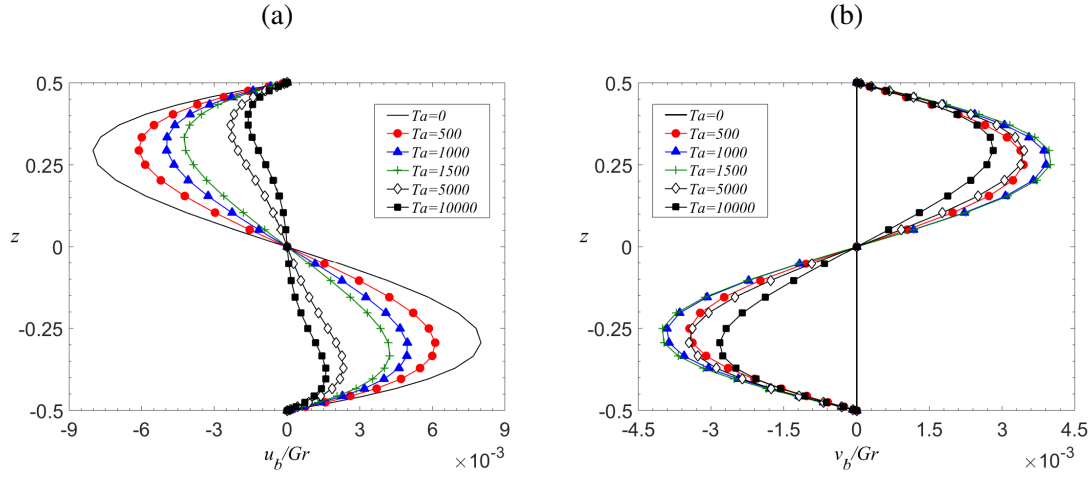 (a)
0.5
0.25
0
-0.25
-0.5
z
-9
-6
-3
0
3
6
9
u_b/Gr
×10⁻³
Ta=0
Ta=500
Ta=1000
Ta=1500
Ta=5000
Ta=10000
(b)
0.5
0.25
0
-0.25
-0.5
z
-4.5
-3
-1.5
0
1.5
3
4.5
v_b/Gr
×10⁻³
Ta=0
Ta=500
Ta=1000
Ta=1500
Ta=5000
Ta=10000